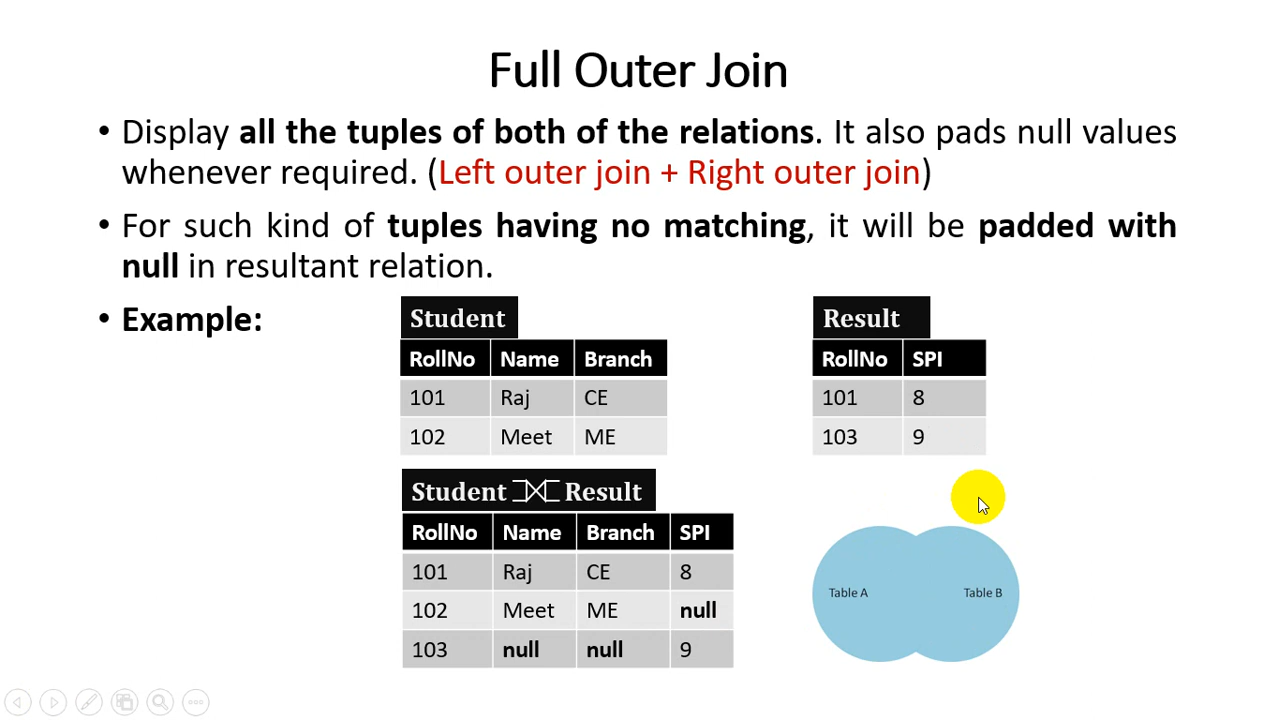 Full Outer Join
• Display all the tuples of both of the relations. It also pads null values
whenever required. (Left outer join + Right outer join)
• For such kind of tuples having no matching, it will be padded with
null in resultant relation.
• Example:
Student
RollNo Name Branch
101 Raj CE
102 Meet ME
Result
RollNo SPI
101 8
103 9
Student ⟗ Result
RollNo Name Branch SPI
101 Raj CE 8
102 Meet ME null
103 null null 9
Table A
Table B